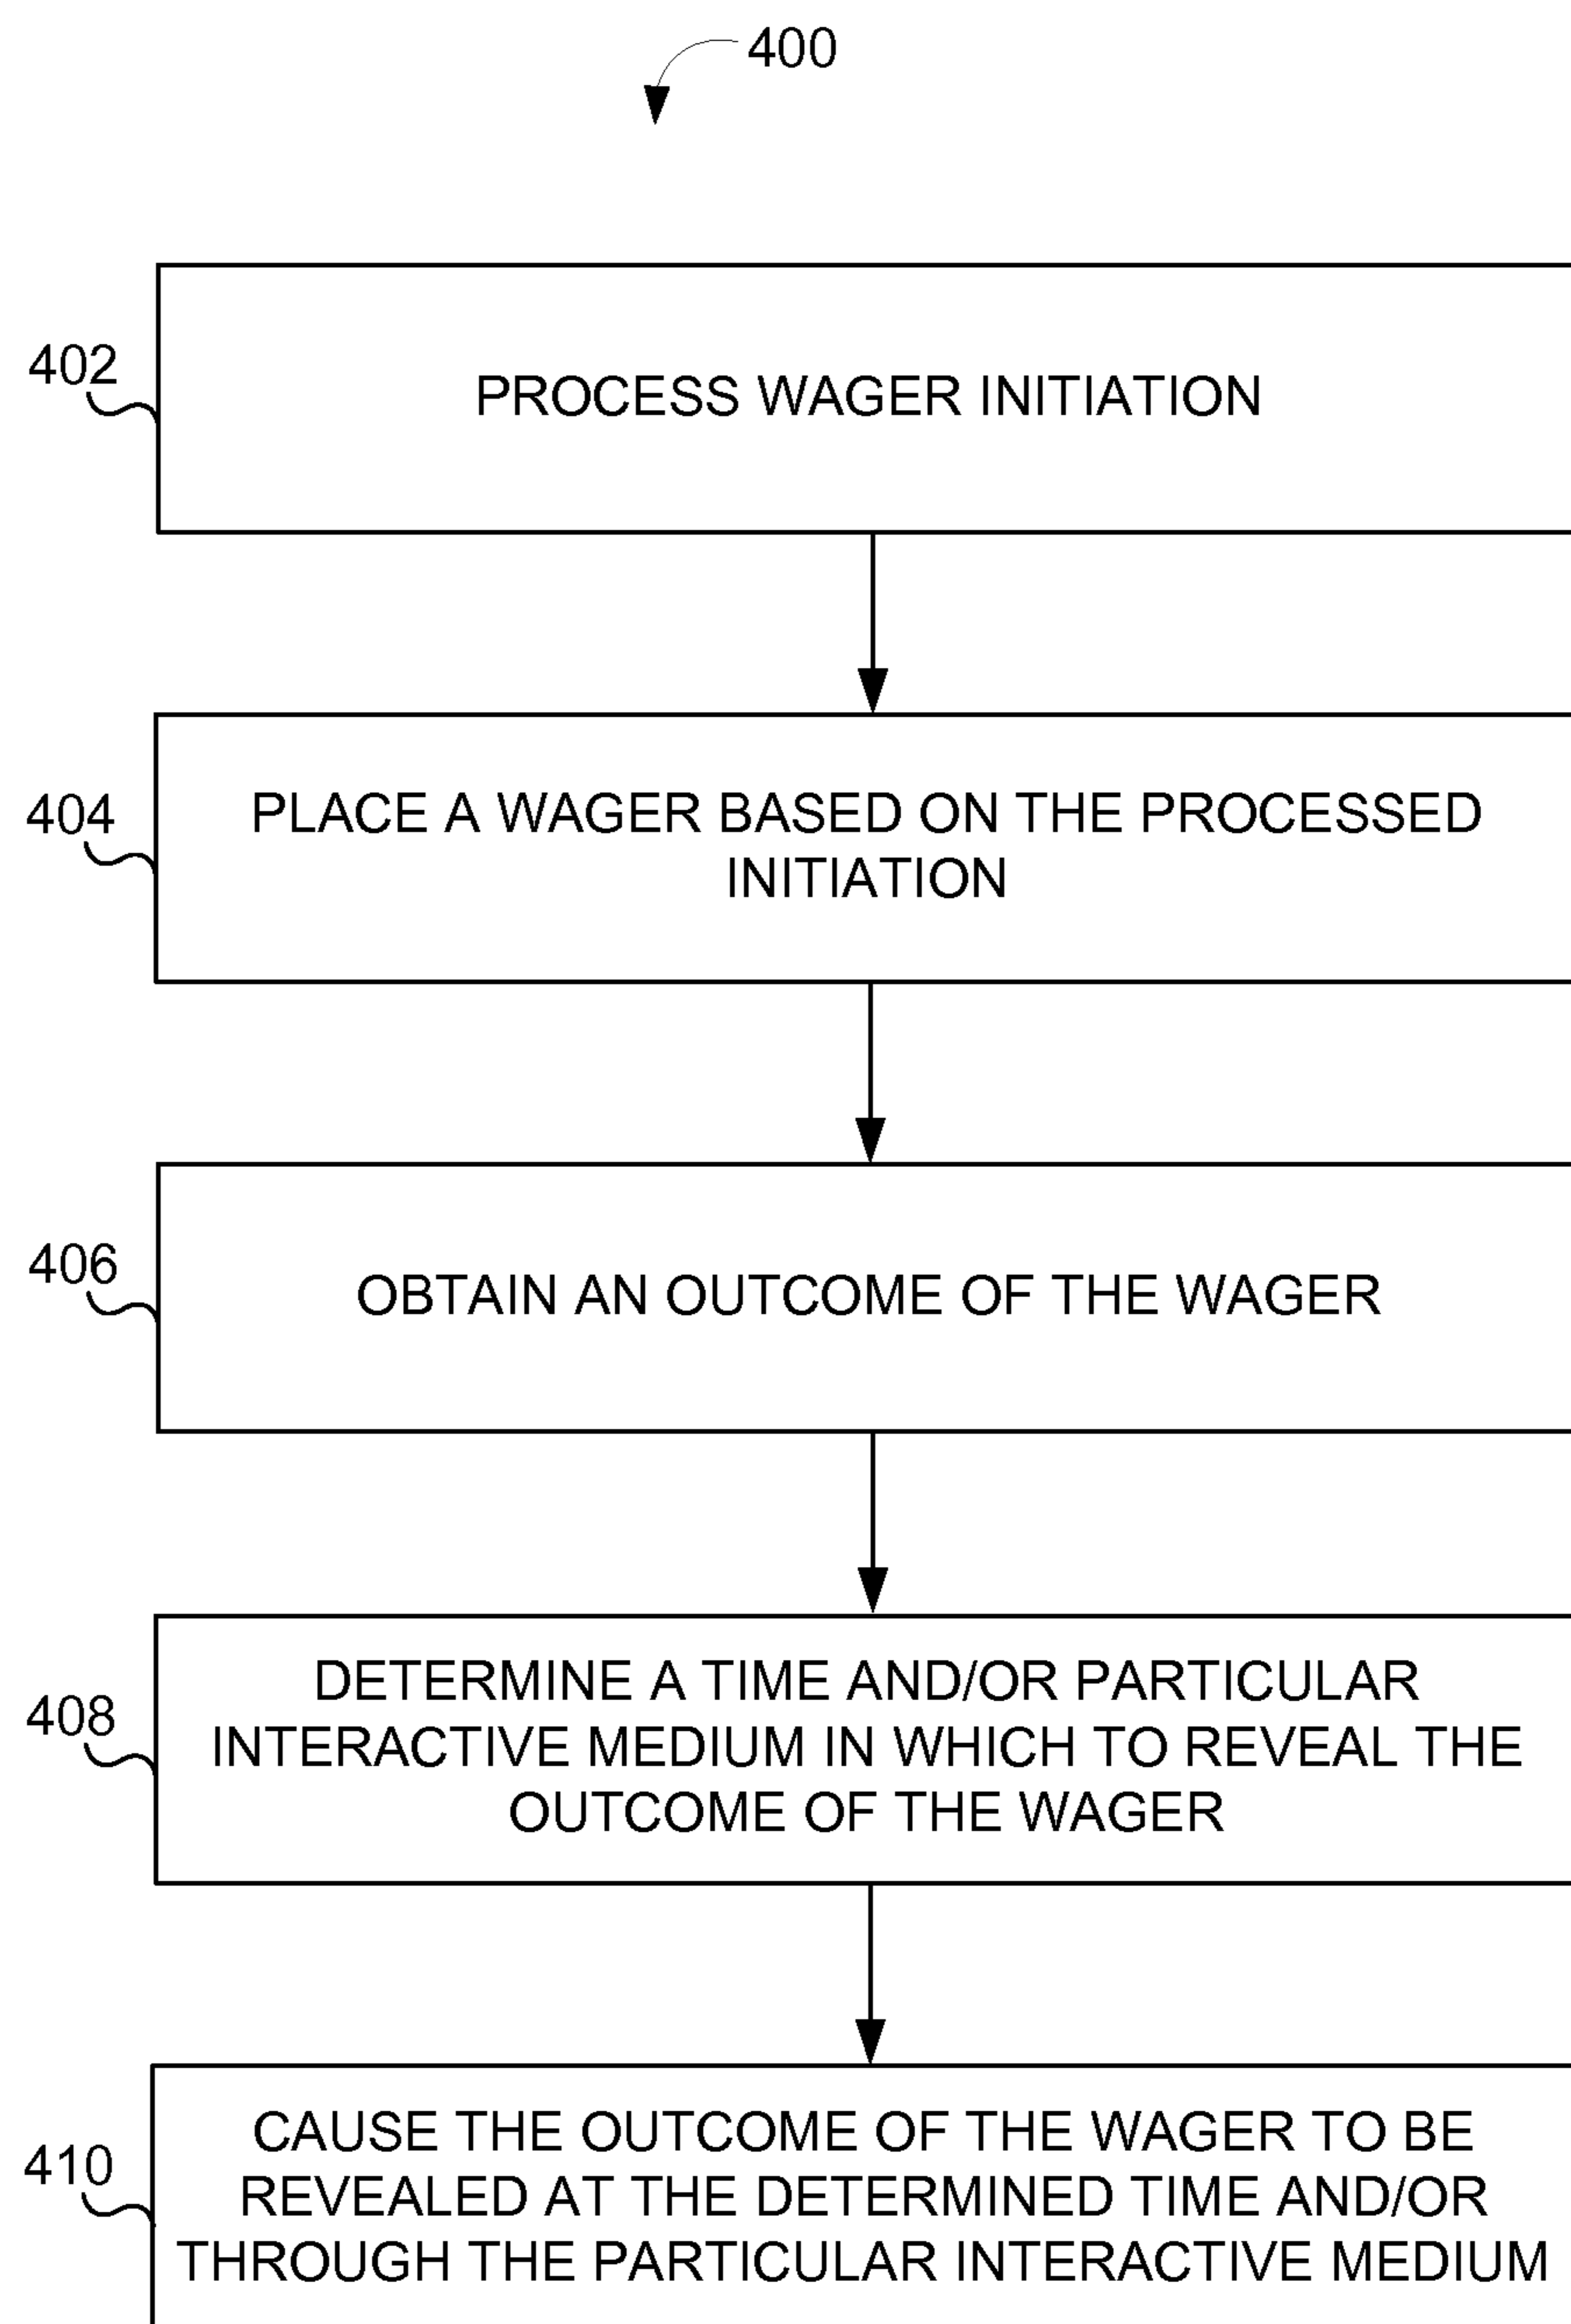 400
402
PROCESS WAGER INITIATION
404
PLACE A WAGER BASED ON THE PROCESSED
INITIATION
406
OBTAIN AN OUTCOME OF THE WAGER
408
DETERMINE A TIME AND/OR PARTICULAR
INTERACTIVE MEDIUM IN WHICH TO REVEAL THE
OUTCOME OF THE WAGER
410
CAUSE THE OUTCOME OF THE WAGER TO BE
REVEALED AT THE DETERMINED TIME AND/OR
THROUGH THE PARTICULAR INTERACTIVE MEDIUM